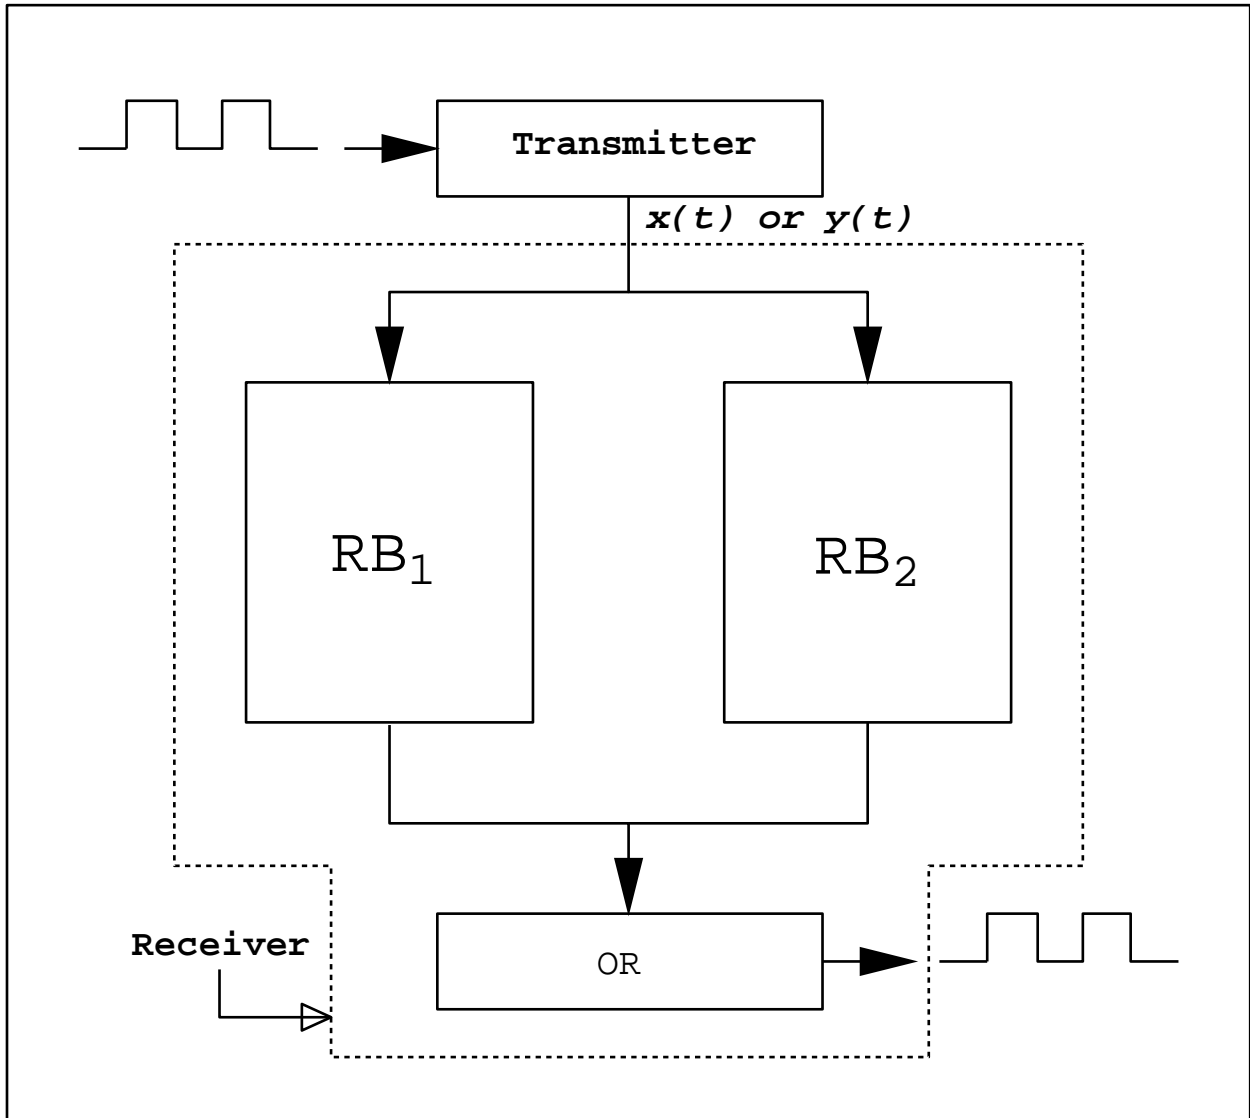 Transmitter
x(t) or y(t)
RB1
RB2
Receiver
OR